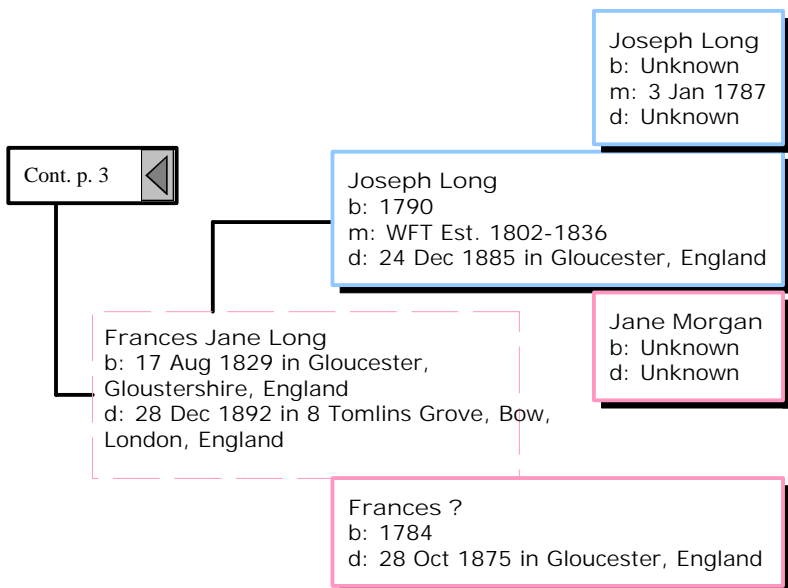 Joseph Long
b: Unknown
m: 3 Jan 1787
d: Unknown
Cont. p. 3
Joseph Long
b: 1790
m: WFT Est. 1802-1836
d: 24 Dec 1885 in Gloucester, England
Jane Morgan
b: Unknown
d: Unknown
Frances Jane Long
b: 17 Aug 1829 in Gloucester,
Gloustershire, England
d: 28 Dec 1892 in 8 Tomlins Grove, Bow,
London, England
Frances ?
b: 1784
d: 28 Oct 1875 in Gloucester, England